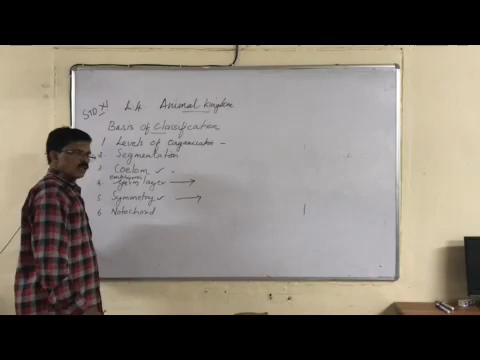 STD XI L.4. Animal kingdom
Basis of Classification
1 Levels of Organisation -
2. Segmentation
3 Coelom ✓ -
embryonic
4. Germ layer →
5 Symmetry ✓ →
6 Notochord